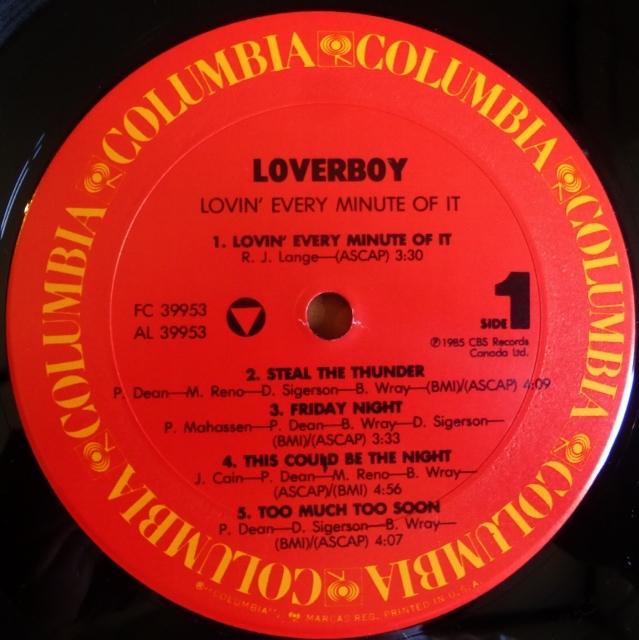 COLUMBIA COLUMBIA COLUMBIA COLUMBIA COLUMBIA COLUMBIA
LOVERBOY
LOVIN' EVERY MINUTE OF IT
1. LOVIN' EVERY MINUTE OF IT
R. J. Lange—(ASCAP) 3:30
FC 39953
AL 39953
SIDE 1
℗1985 CBS Records
Canada Ltd.
2. STEAL THE THUNDER
P. Dean—M. Reno—D. Sigerson—B. Wray—(BMI)/(ASCAP) 4:09
3. FRIDAY NIGHT
P. Mahassen—P. Dean—B. Wray—D. Sigerson—
(BMI)/(ASCAP) 3:33
4. THIS COULD BE THE NIGHT
J. Cain—P. Dean—M. Reno—B. Wray—
(ASCAP)/(BMI) 4:56
5. TOO MUCH TOO SOON
P. Dean—D. Sigerson—B. Wray—
(BMI)/(ASCAP) 4:07
®"COLUMBIA", MARCAS REG. PRINTED IN U.S.A.